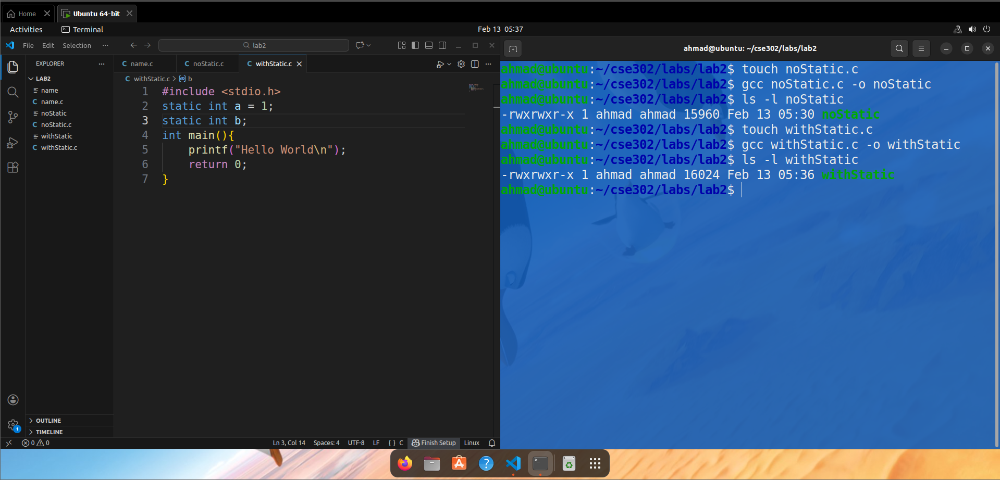 Home
Ubuntu 64-bit
Activities
Terminal
Feb 13 05:37
File Edit Selection ···
lab2
EXPLORER
LAB2
name
name.c
noStatic
noStatic.c
withStatic
withStatic.c
OUTLINE
TIMELINE
name.c
noStatic.c
withStatic.c
withStatic.c > b
1 #include <stdio.h>
2 static int a = 1;
3 static int b;
4 int main(){
5     printf("Hello World\n");
6     return 0;
7 }
1
0 0
Ln 3, Col 14 Spaces: 4 UTF-8 LF { } C Finish Setup Linux
ahmad@ubuntu: ~/cse302/labs/lab2
ahmad@ubuntu:~/cse302/labs/lab2$ touch noStatic.c
ahmad@ubuntu:~/cse302/labs/lab2$ gcc noStatic.c -o noStatic
ahmad@ubuntu:~/cse302/labs/lab2$ ls -l noStatic
-rwxrwxr-x 1 ahmad ahmad 15960 Feb 13 05:30 noStatic
ahmad@ubuntu:~/cse302/labs/lab2$ touch withStatic.c
ahmad@ubuntu:~/cse302/labs/lab2$ gcc withStatic.c -o withStatic
ahmad@ubuntu:~/cse302/labs/lab2$ ls -l withStatic
-rwxrwxr-x 1 ahmad ahmad 16024 Feb 13 05:36 withStatic
ahmad@ubuntu:~/cse302/labs/lab2$